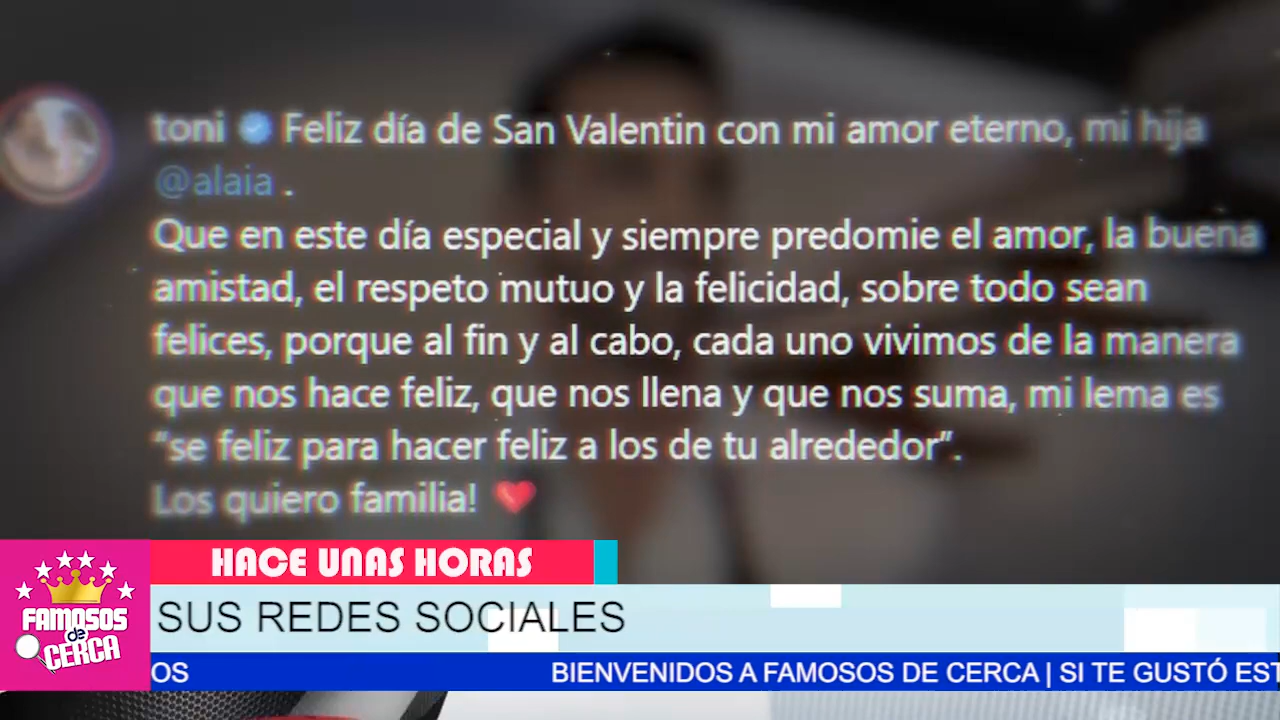 toni Feliz día de San Valentin con mi amor eterno, mi hija
@alaia .
Que en este día especial y siempre predomie el amor, la buena
amistad, el respeto mutuo y la felicidad, sobre todo sean
felices, porque al fin y al cabo, cada uno vivimos de la manera
que nos hace feliz, que nos llena y que nos suma, mi lema es
“se feliz para hacer feliz a los de tu alrededor”.
Los quiero familia!
HACE UNAS HORAS
FAMOSOS
de
CERCA
SUS REDES SOCIALES
OS BIENVENIDOS A FAMOSOS DE CERCA | SI TE GUSTÓ EST